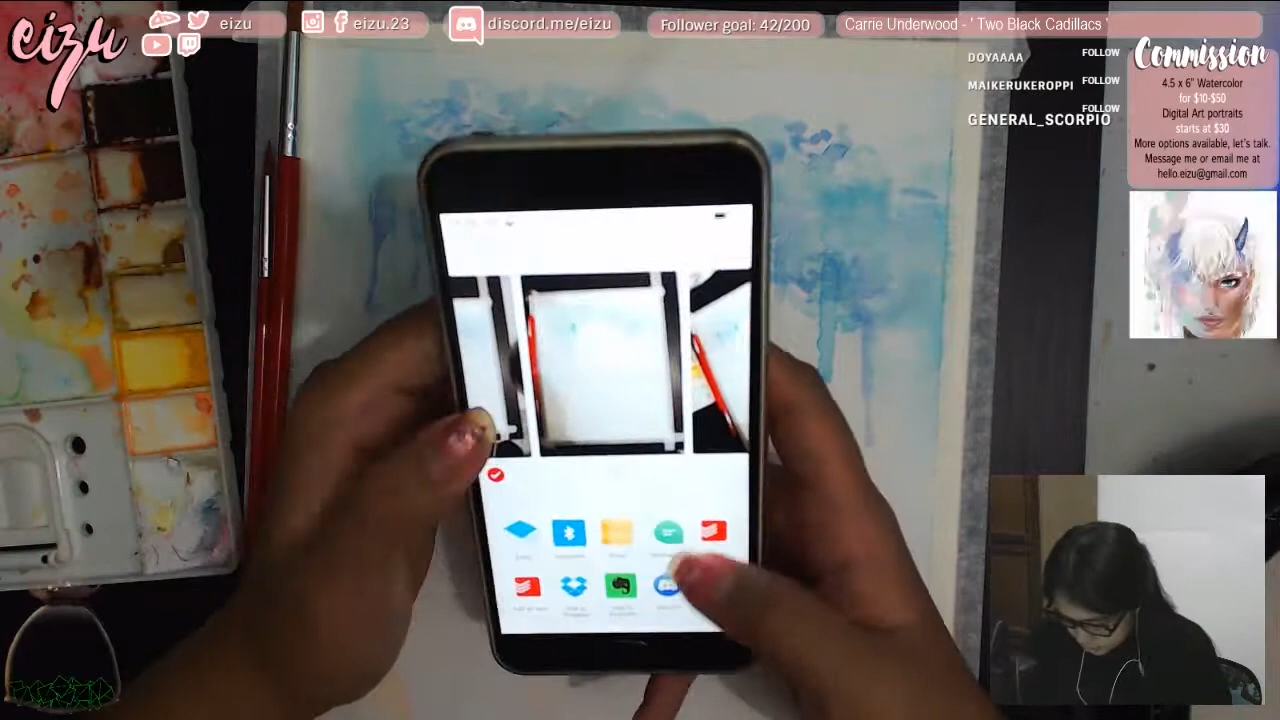 eizu
eizu
eizu.23
discord.me/eizu
Follower goal: 42/200
Carrie Underwood - ' Two Black Cadillacs '
DOYAAAA FOLLOW
MAIKERUKEROPPI FOLLOW
GENERAL_SCORPIO FOLLOW
Commission
4.5 x 6" Watercolor
for $10-$50
Digital Art portraits
starts at $30
More options available, let's talk.
Message me or email me at
hello.eizu@gmail.com